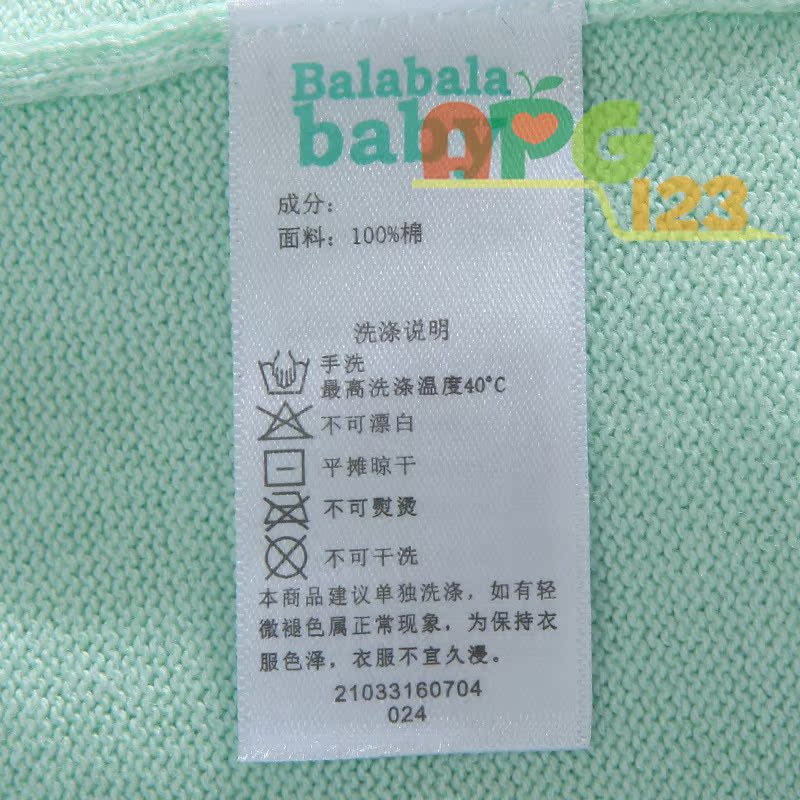 Balabala
baby
APG
123
成分：
面料：100%棉
洗涤说明
手洗
最高洗涤温度40°C
不可漂白
平摊晾干
不可熨烫
不可干洗
本商品建议单独洗涤，如有轻
微褪色属正常现象，为保持衣
服色泽，衣服不宜久漫。
21033160704
024